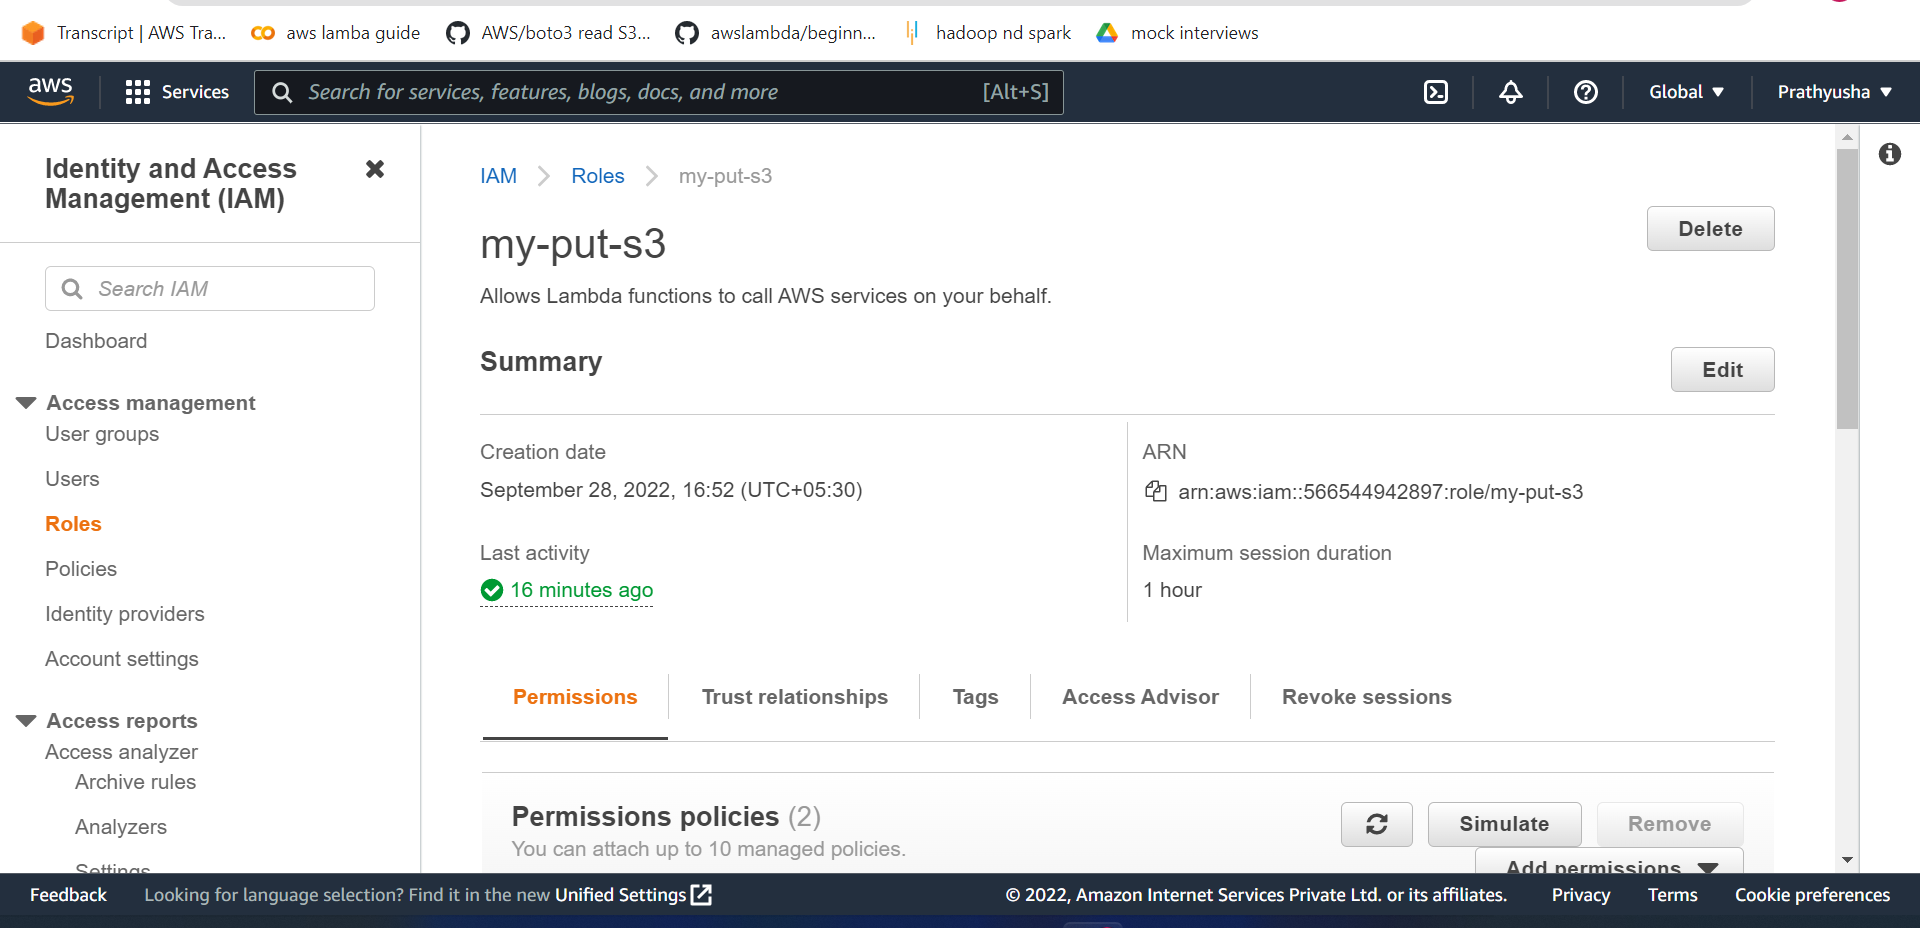 Transcript | AWS Tra...
aws lamba guide
AWS/boto3 read S3...
awslambda/beginn...
hadoop nd spark
mock interviews
aws
Services
Search for services, features, blogs, docs, and more
[Alt+S]
Global
Prathyusha
Identity and Access
Management (IAM)
Search IAM
Dashboard
Access management
User groups
Users
Roles
Policies
Identity providers
Account settings
Access reports
Access analyzer
Archive rules
Analyzers
Settings
IAM
Roles
my-put-s3
my-put-s3
Delete
Allows Lambda functions to call AWS services on your behalf.
Summary
Edit
Creation date
September 28, 2022, 16:52 (UTC+05:30)
ARN
arn:aws:iam::566544942897:role/my-put-s3
Last activity
16 minutes ago
Maximum session duration
1 hour
Permissions
Trust relationships
Tags
Access Advisor
Revoke sessions
Permissions policies (2)
You can attach up to 10 managed policies.
Simulate
Remove
Add permissions
Feedback
Looking for language selection? Find it in the new Unified Settings
© 2022, Amazon Internet Services Private Ltd. or its affiliates.
Privacy
Terms
Cookie preferences